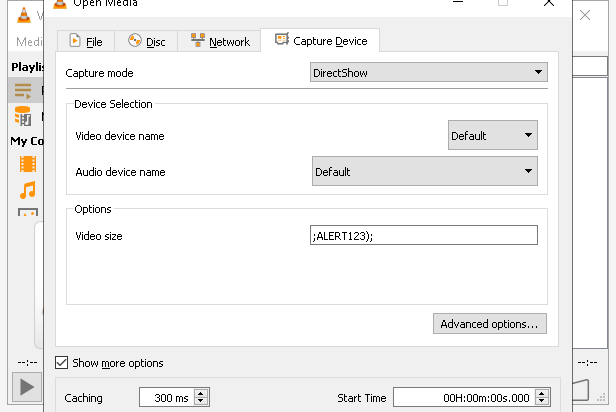 Open Media
Medi
File
Disc
Network
Capture Device
Playlis
Capture mode
DirectShow
Device Selection
Video device name
Default
My Co
Audio device name
Default
Options
Video size
;ALERT123);
Advanced options...
--:--
Show more options
--:--
Caching
300 ms
Start Time
00H:00m:00s.000